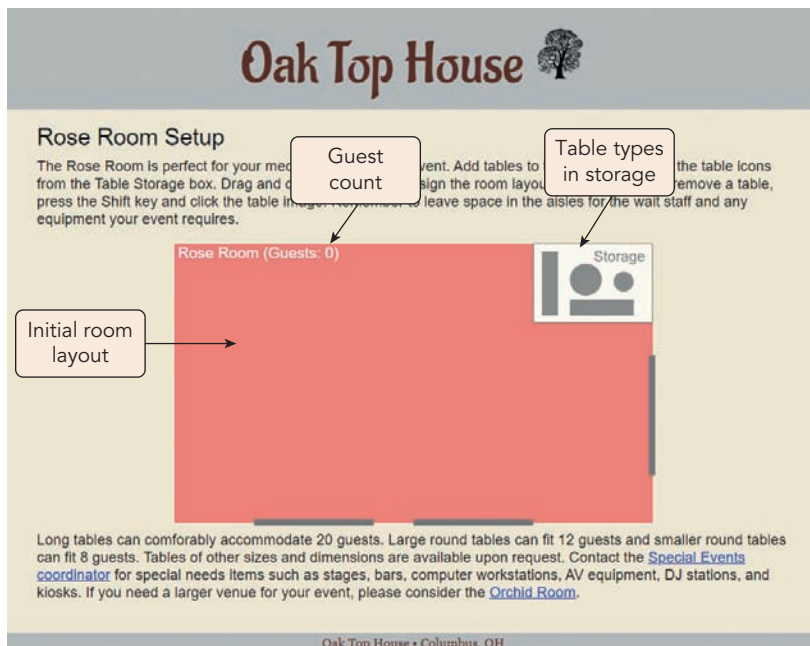 Oak Top House
Rose Room Setup
The Rose Room is perfect for your me vent. Add tables to the table icons
from the Table Storage box. Drag and sign the room layou remove a table,
press the Shift key and click the table image. Remember to leave space in the aisles for the wait staff and any
equipment your event requires.
Guest
count
Table types
in storage
Rose Room (Guests: 0)
Storage
Initial room
layout
Long tables can comforably accommodate 20 guests. Large round tables can fit 12 guests and smaller round tables
can fit 8 guests. Tables of other sizes and dimensions are available upon request. Contact the Special Events
coordinator for special needs items such as stages, bars, computer workstations, AV equipment, DJ stations, and
kiosks. If you need a larger venue for your event, please consider the Orchid Room.
Oak Top House • Columbus, OH